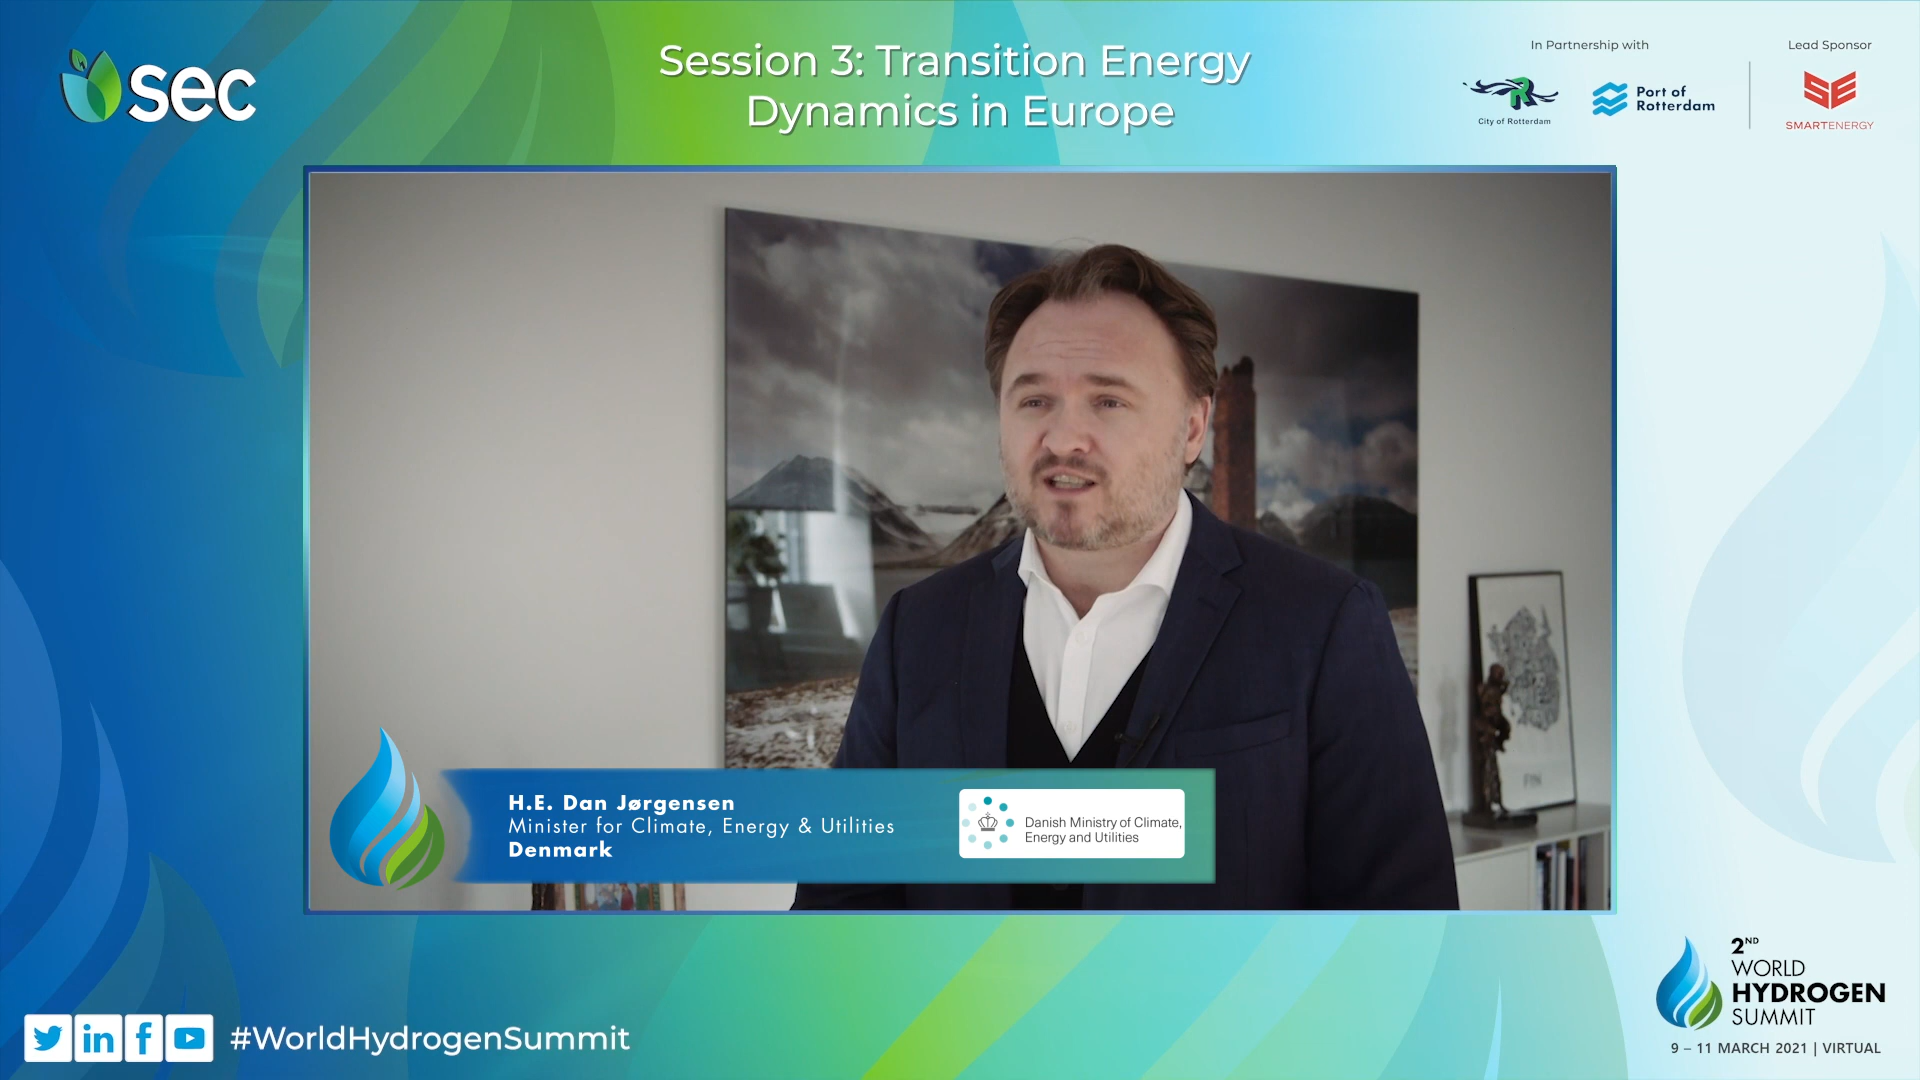 sec
Session 3: Transition Energy
Dynamics in Europe
In Partnership with
City of Rotterdam
Port of
Rotterdam
Lead Sponsor
SMARTENERGY
H.E. Dan Jørgensen
Minister for Climate, Energy & Utilities
Denmark
Danish Ministry of Climate,
Energy and Utilities
#WorldHydrogenSummit
2ND
WORLD
HYDROGEN
SUMMIT
9 – 11 MARCH 2021 | VIRTUAL